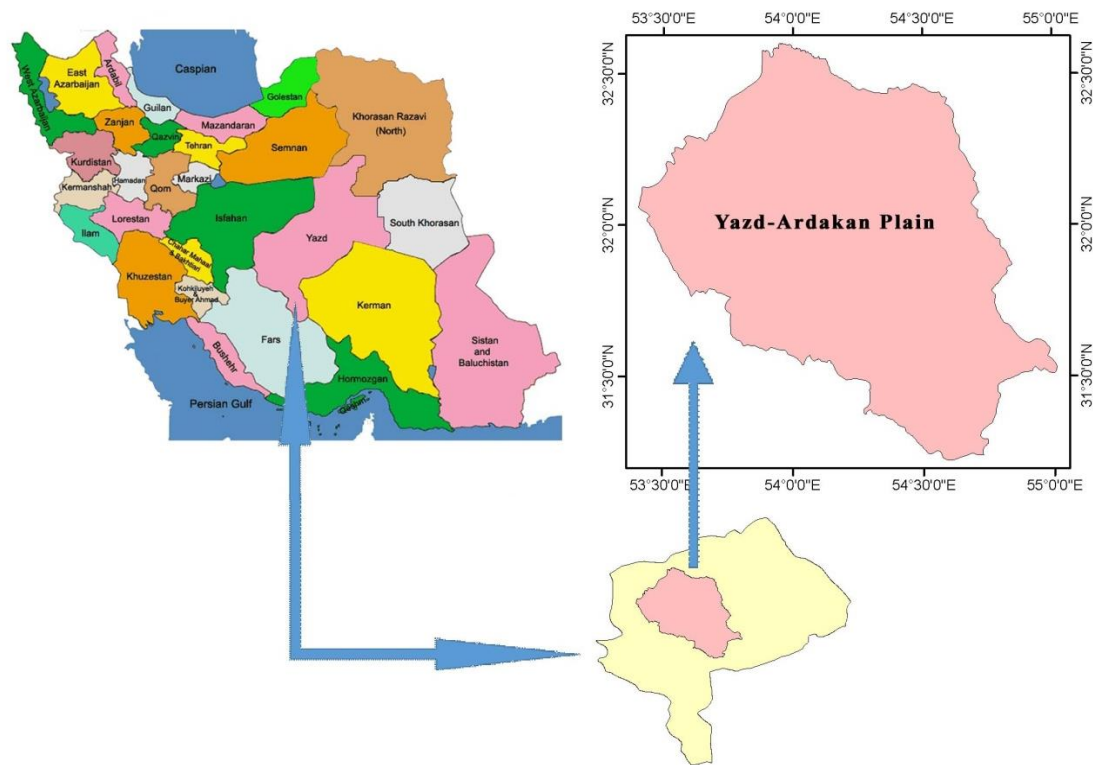 West Azarbaijan
East
Azarbaijan
Ardabil
Caspian
Guilan
Golestan
Zanjan
Mazandaran
Khorasan Razavi
(North)
Qazvin
Tehran
Semnan
Kurdistan
Hamadan
Qom
Markazi
Kermanshah
Isfahan
South Khorasan
Lorestan
Yazd
Ilam
Chahar Mahaal
& Bakhtiari
Khuzestan
Kohkiluyeh
&
Buyer Ahmad
Kerman
Fars
Sistan
and
Baluchistan
Bushehr
Hormozgan
Persian Gulf
53°30'0"E
54°0'0"E
54°30'0"E
55°0'0"E
32°30'0"N
32°30'0"N
Yazd-Ardakan Plain
32°0'0"N
32°0'0"N
31°30'0"N
31°30'0"N
53°30'0"E
54°0'0"E
54°30'0"E
55°0'0"E